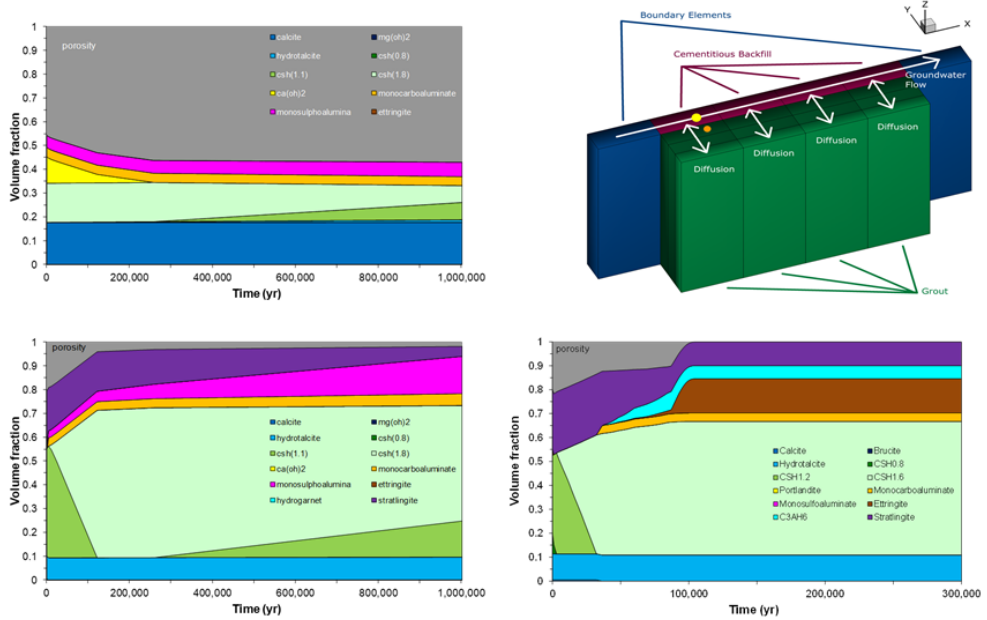 1
0.9
0.8
0.7
0.6
0.5
0.4
0.3
0.2
0.1
0
Volume fraction
porosity
calcite
mg(oh)2
hydrotalcite
csh(0.8)
csh(1.1)
csh(1.8)
ca(oh)2
monocarboaluminate
monosulphoalumina
ettringite
0
200,000
400,000
600,000
800,000
1,000,000
Time (yr)
Boundary Elements
Cementitious Backfill
Groundwater
Flow
Diffusion
Diffusion
Diffusion
Diffusion
Grout
Y
Z
X
1
0.9
0.8
0.7
0.6
0.5
0.4
0.3
0.2
0.1
0
Volume fraction
porosity
calcite
mg(oh)2
hydrotalcite
csh(0.8)
csh(1.1)
csh(1.8)
ca(oh)2
monocarboaluminate
monosulphoalumina
ettringite
hydrogarnet
stratlingite
0
200,000
400,000
600,000
800,000
1,000,000
Time (yr)
1
0.9
0.8
0.7
0.6
0.5
0.4
0.3
0.2
0.1
0
Volume fraction
porosity
Calcite
Brucite
Hydrotalcite
CSH0.8
CSH1.2
CSH1.6
Portlandite
Monocarboaluminate
Monosulfoaluminate
Ettringite
C3AH6
Stratlingite
0
100,000
200,000
300,000
Time (yr)